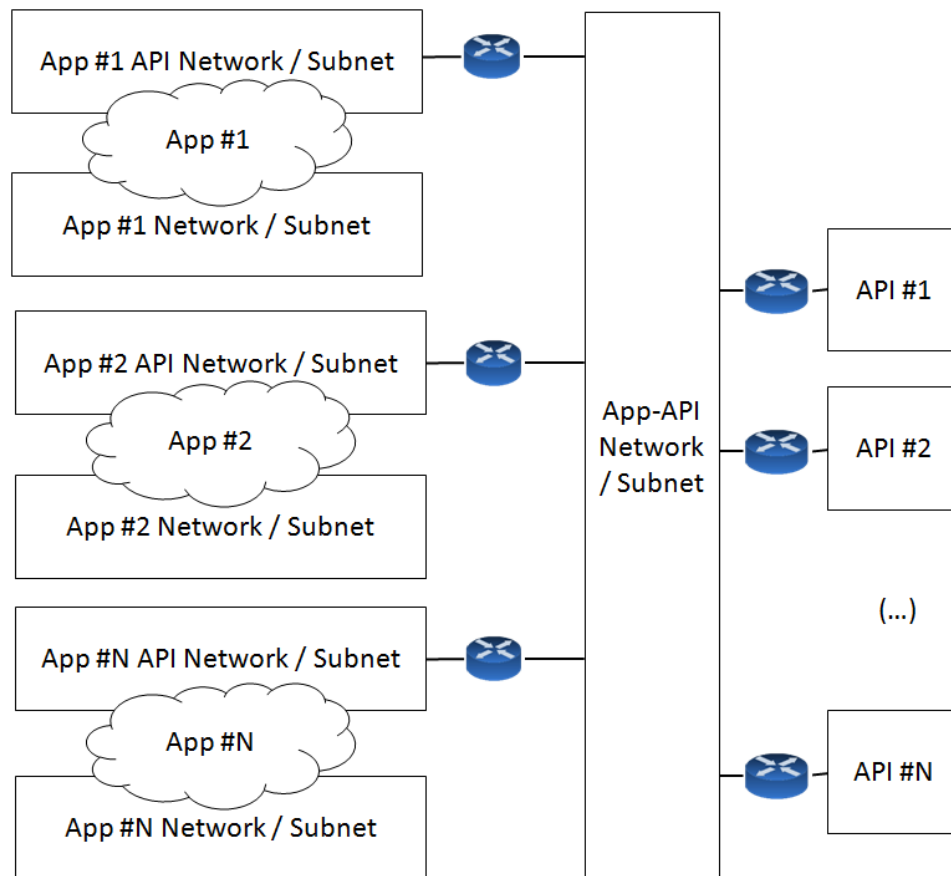 App #1 API Network / Subnet
App #1
App #1 Network / Subnet
App #2 API Network / Subnet
App #2
App #2 Network / Subnet
App #N API Network / Subnet
App #N
App #N Network / Subnet
App-API
Network
/ Subnet
API #1
API #2
(...)
API #N